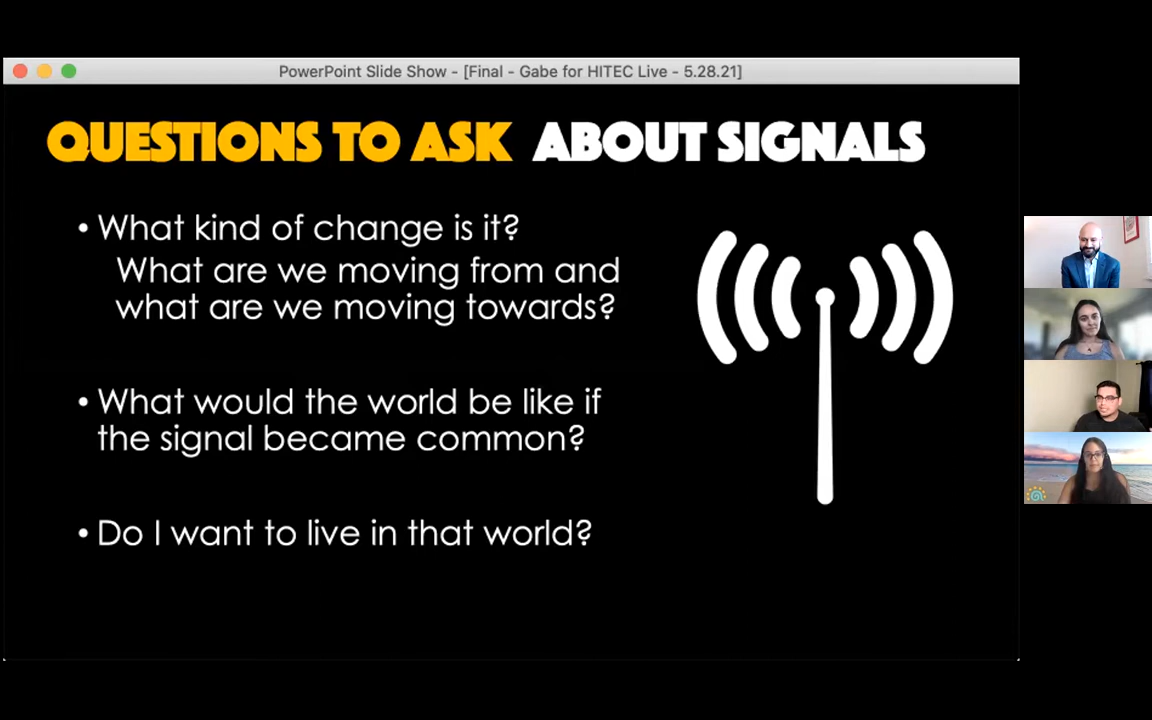 PowerPoint Slide Show - [Final - Gabe for HITEC Live - 5.28.21]
QUESTIONS TO ASK ABOUT SIGNALS
• What kind of change is it?
What are we moving from and
what are we moving towards?
• What would the world be like if
the signal became common?
• Do I want to live in that world?